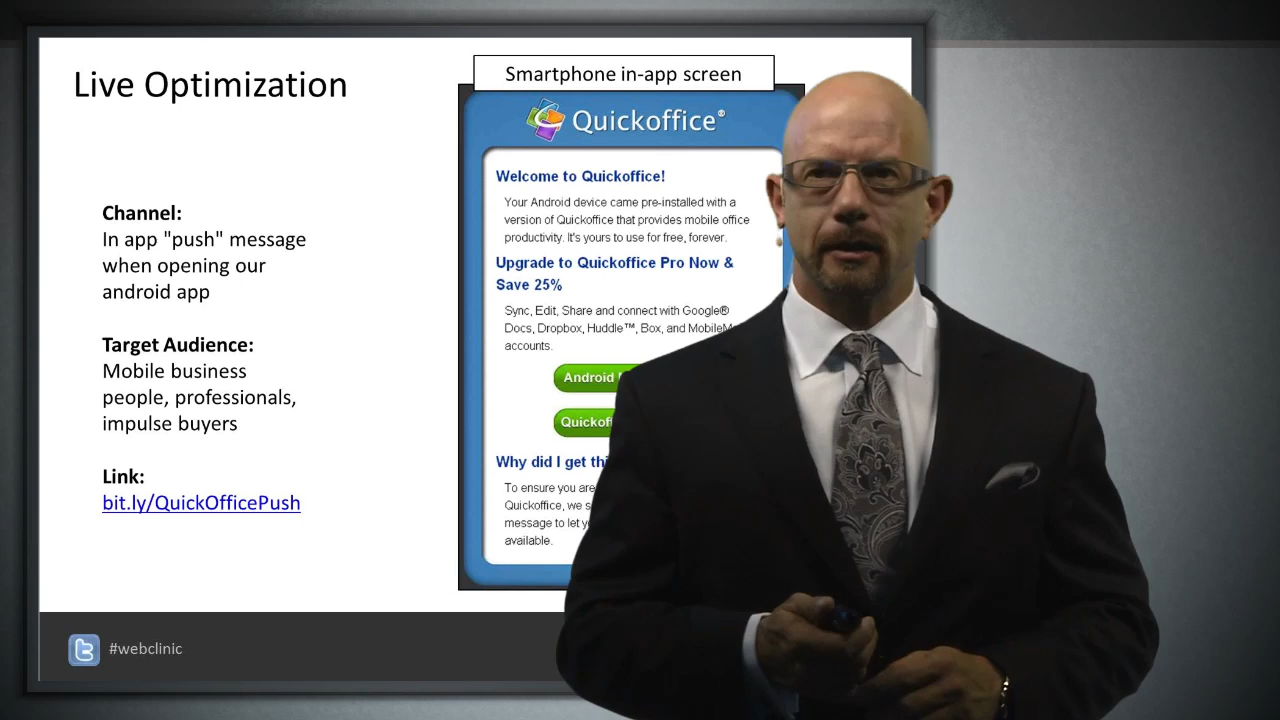 Live Optimization
Channel:
In app "push" message
when opening our
android app
Target Audience:
Mobile business
people, professionals,
impulse buyers
Link:
bit.ly/QuickOfficePush
#webclinic
Smartphone in-app screen
Quickoffice®
Welcome to Quickoffice!
Your Android device came pre-installed with a
version of Quickoffice that provides mobile office
productivity. It's yours to use for free, forever.
Upgrade to Quickoffice Pro Now &
Save 25%
Sync, Edit, Share and connect with Google®
Docs, Dropbox, Huddle™, Box, and
accounts.
Android
Why did I get
To ensure you are
Quickoffice, we
message to let
available.